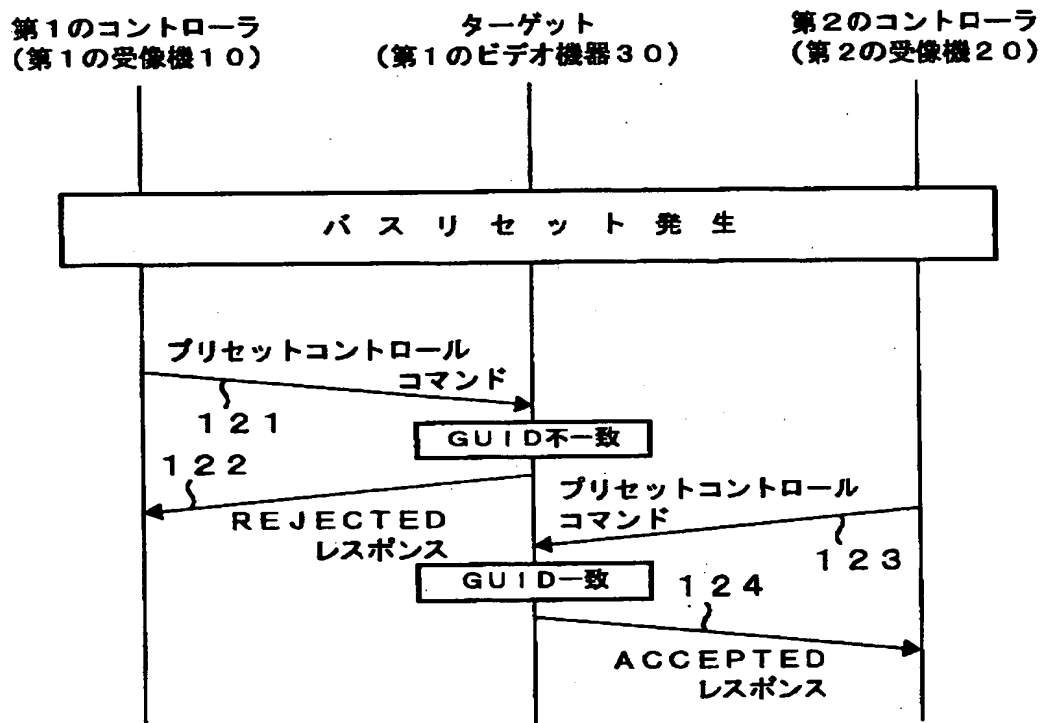 第1のコントローラ
(第1の受像機10)
ターゲット
(第1のビデオ機器30)
第2のコントローラ
(第2の受像機20)
バスリセット発生
プリセットコントロール
コマンド
121
GUID不一致
122
REJECTED
レスポンス
プリセットコントロール
コマンド
123
GUID一致
124
ACCEPTED
レスポンス